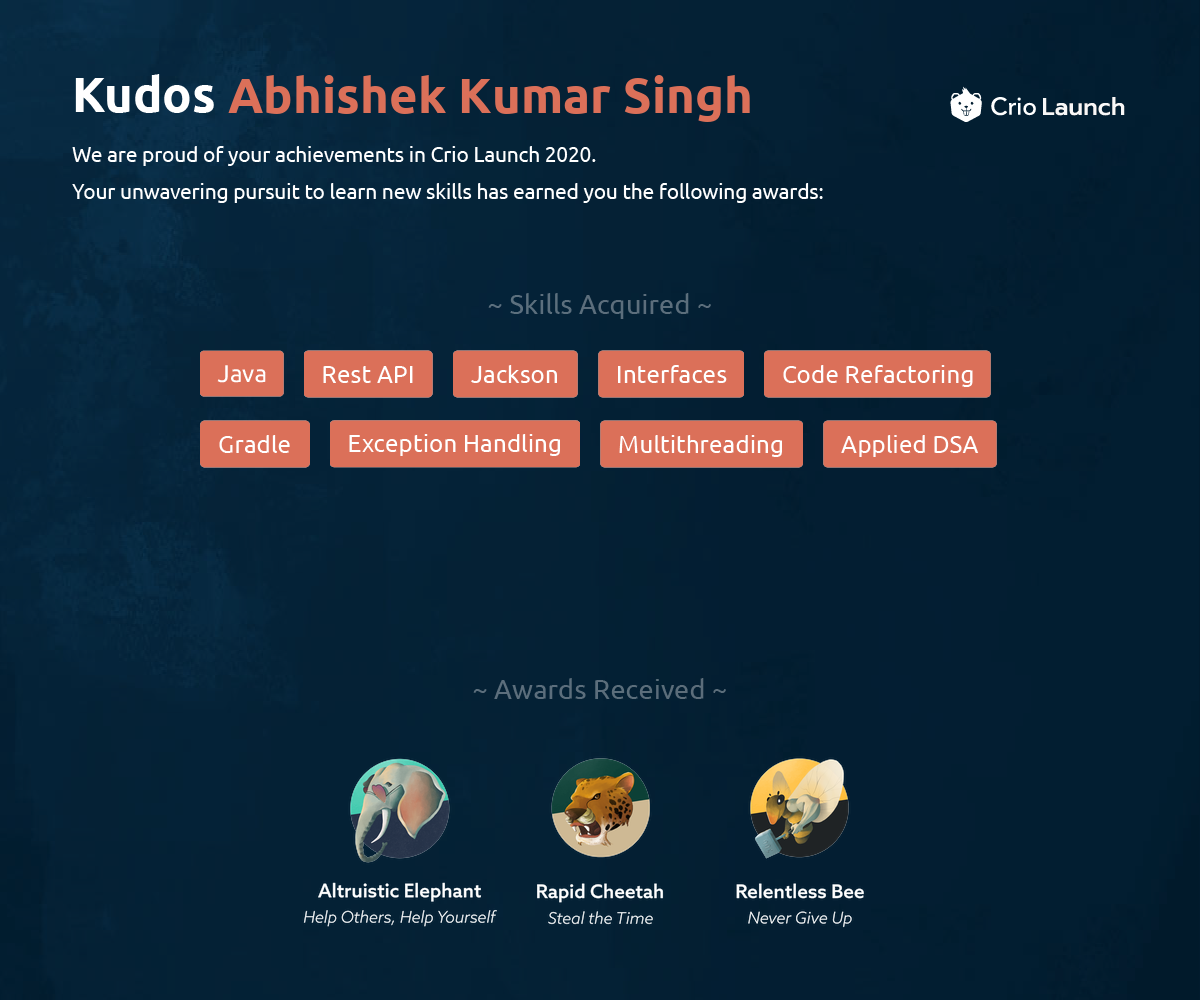 Kudos Abhishek Kumar Singh
Crio Launch
We are proud of your achievements in Crio Launch 2020.
Your unwavering pursuit to learn new skills has earned you the following awards:
~ Skills Acquired ~
Java Rest API Jackson Interfaces Code Refactoring
Gradle Exception Handling Multithreading Applied DSA
~ Awards Received ~
Altruistic Elephant Rapid Cheetah Relentless Bee
Help Others, Help Yourself Steal the Time Never Give Up